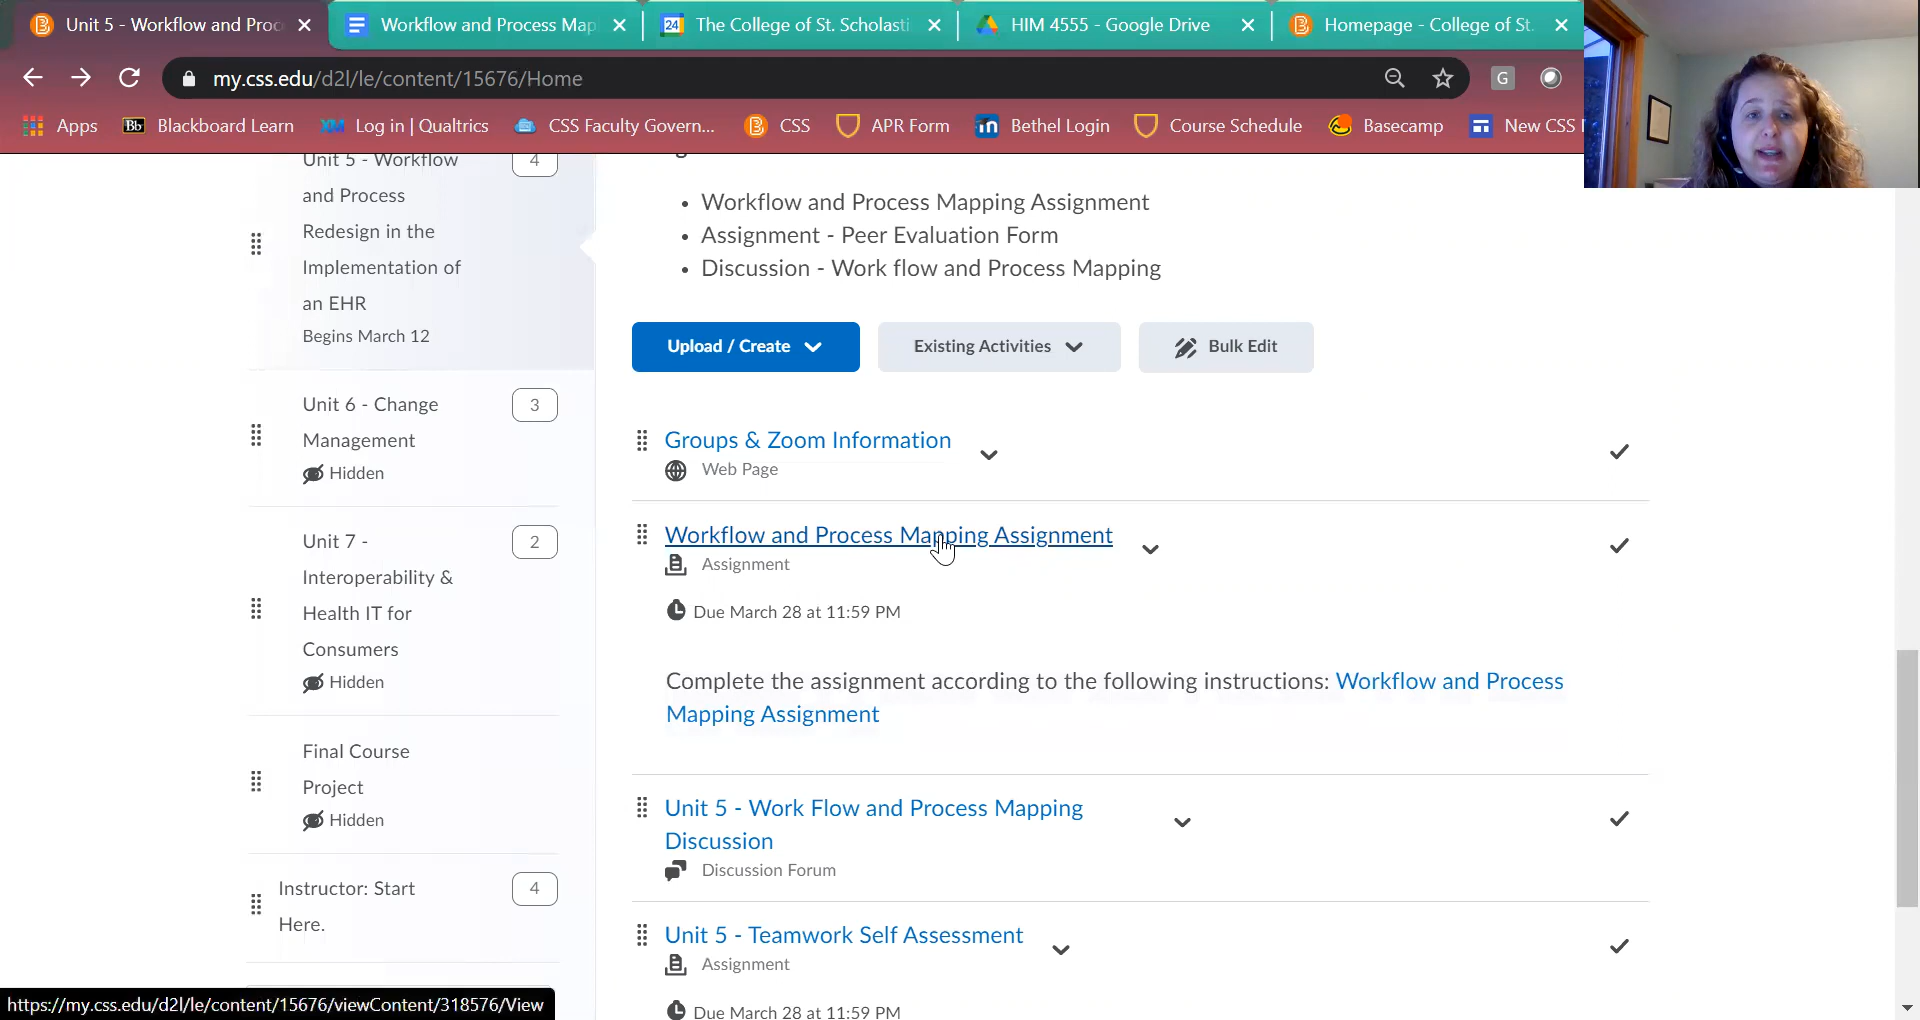 Unit 5 - Workflow and Proc
Workflow and Process Map
24
The College of St. Scholasti
HIM 4555 - Google Drive
Homepage - College of St.
my.css.edu/d2l/le/content/15676/Home
G
Apps
Bb
Blackboard Learn
Log in | Qualtrics
CSS Faculty Govern...
CSS
APR Form
Bethel Login
Course Schedule
Basecamp
New CSS
Unit 5 - Workflow
and Process
Redesign in the
Implementation of
an EHR
Begins March 12
4
Unit 6 - Change
Management
Hidden
3
Unit 7 -
Interoperability &
Health IT for
Consumers
Hidden
2
Final Course
Project
Hidden
Instructor: Start
Here.
4
• Workflow and Process Mapping Assignment
• Assignment - Peer Evaluation Form
• Discussion - Work flow and Process Mapping
Upload / Create
Existing Activities
Bulk Edit
Groups & Zoom Information
Web Page
Workflow and Process Mapping Assignment
Assignment
Due March 28 at 11:59 PM
Complete the assignment according to the following instructions: Workflow and Process
Mapping Assignment
Unit 5 - Work Flow and Process Mapping
Discussion
Discussion Forum
Unit 5 - Teamwork Self Assessment
Assignment
Due March 28 at 11:59 PM
https://my.css.edu/d2l/le/content/15676/viewContent/318576/View